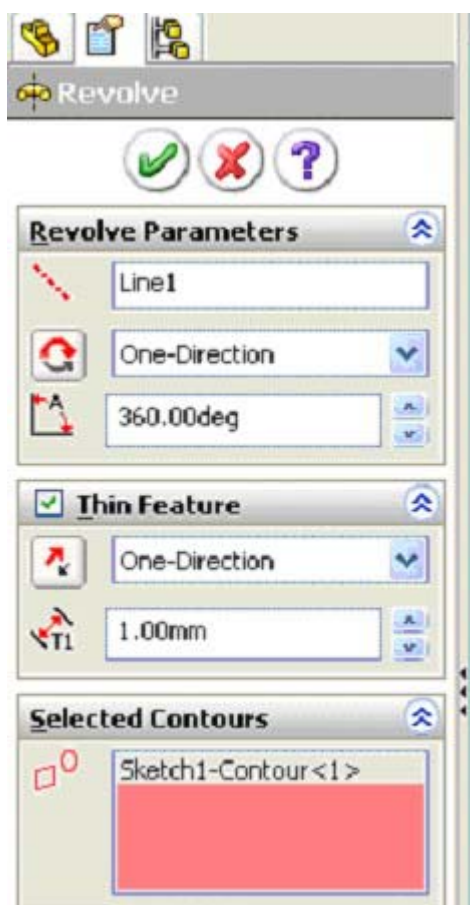 Revolve
?
Revolve Parameters
Line1
One-Direction
A
360.00deg
Thin Feature
One-Direction
T1
1.00mm
Selected Contours
Sketch1-Contour<1>